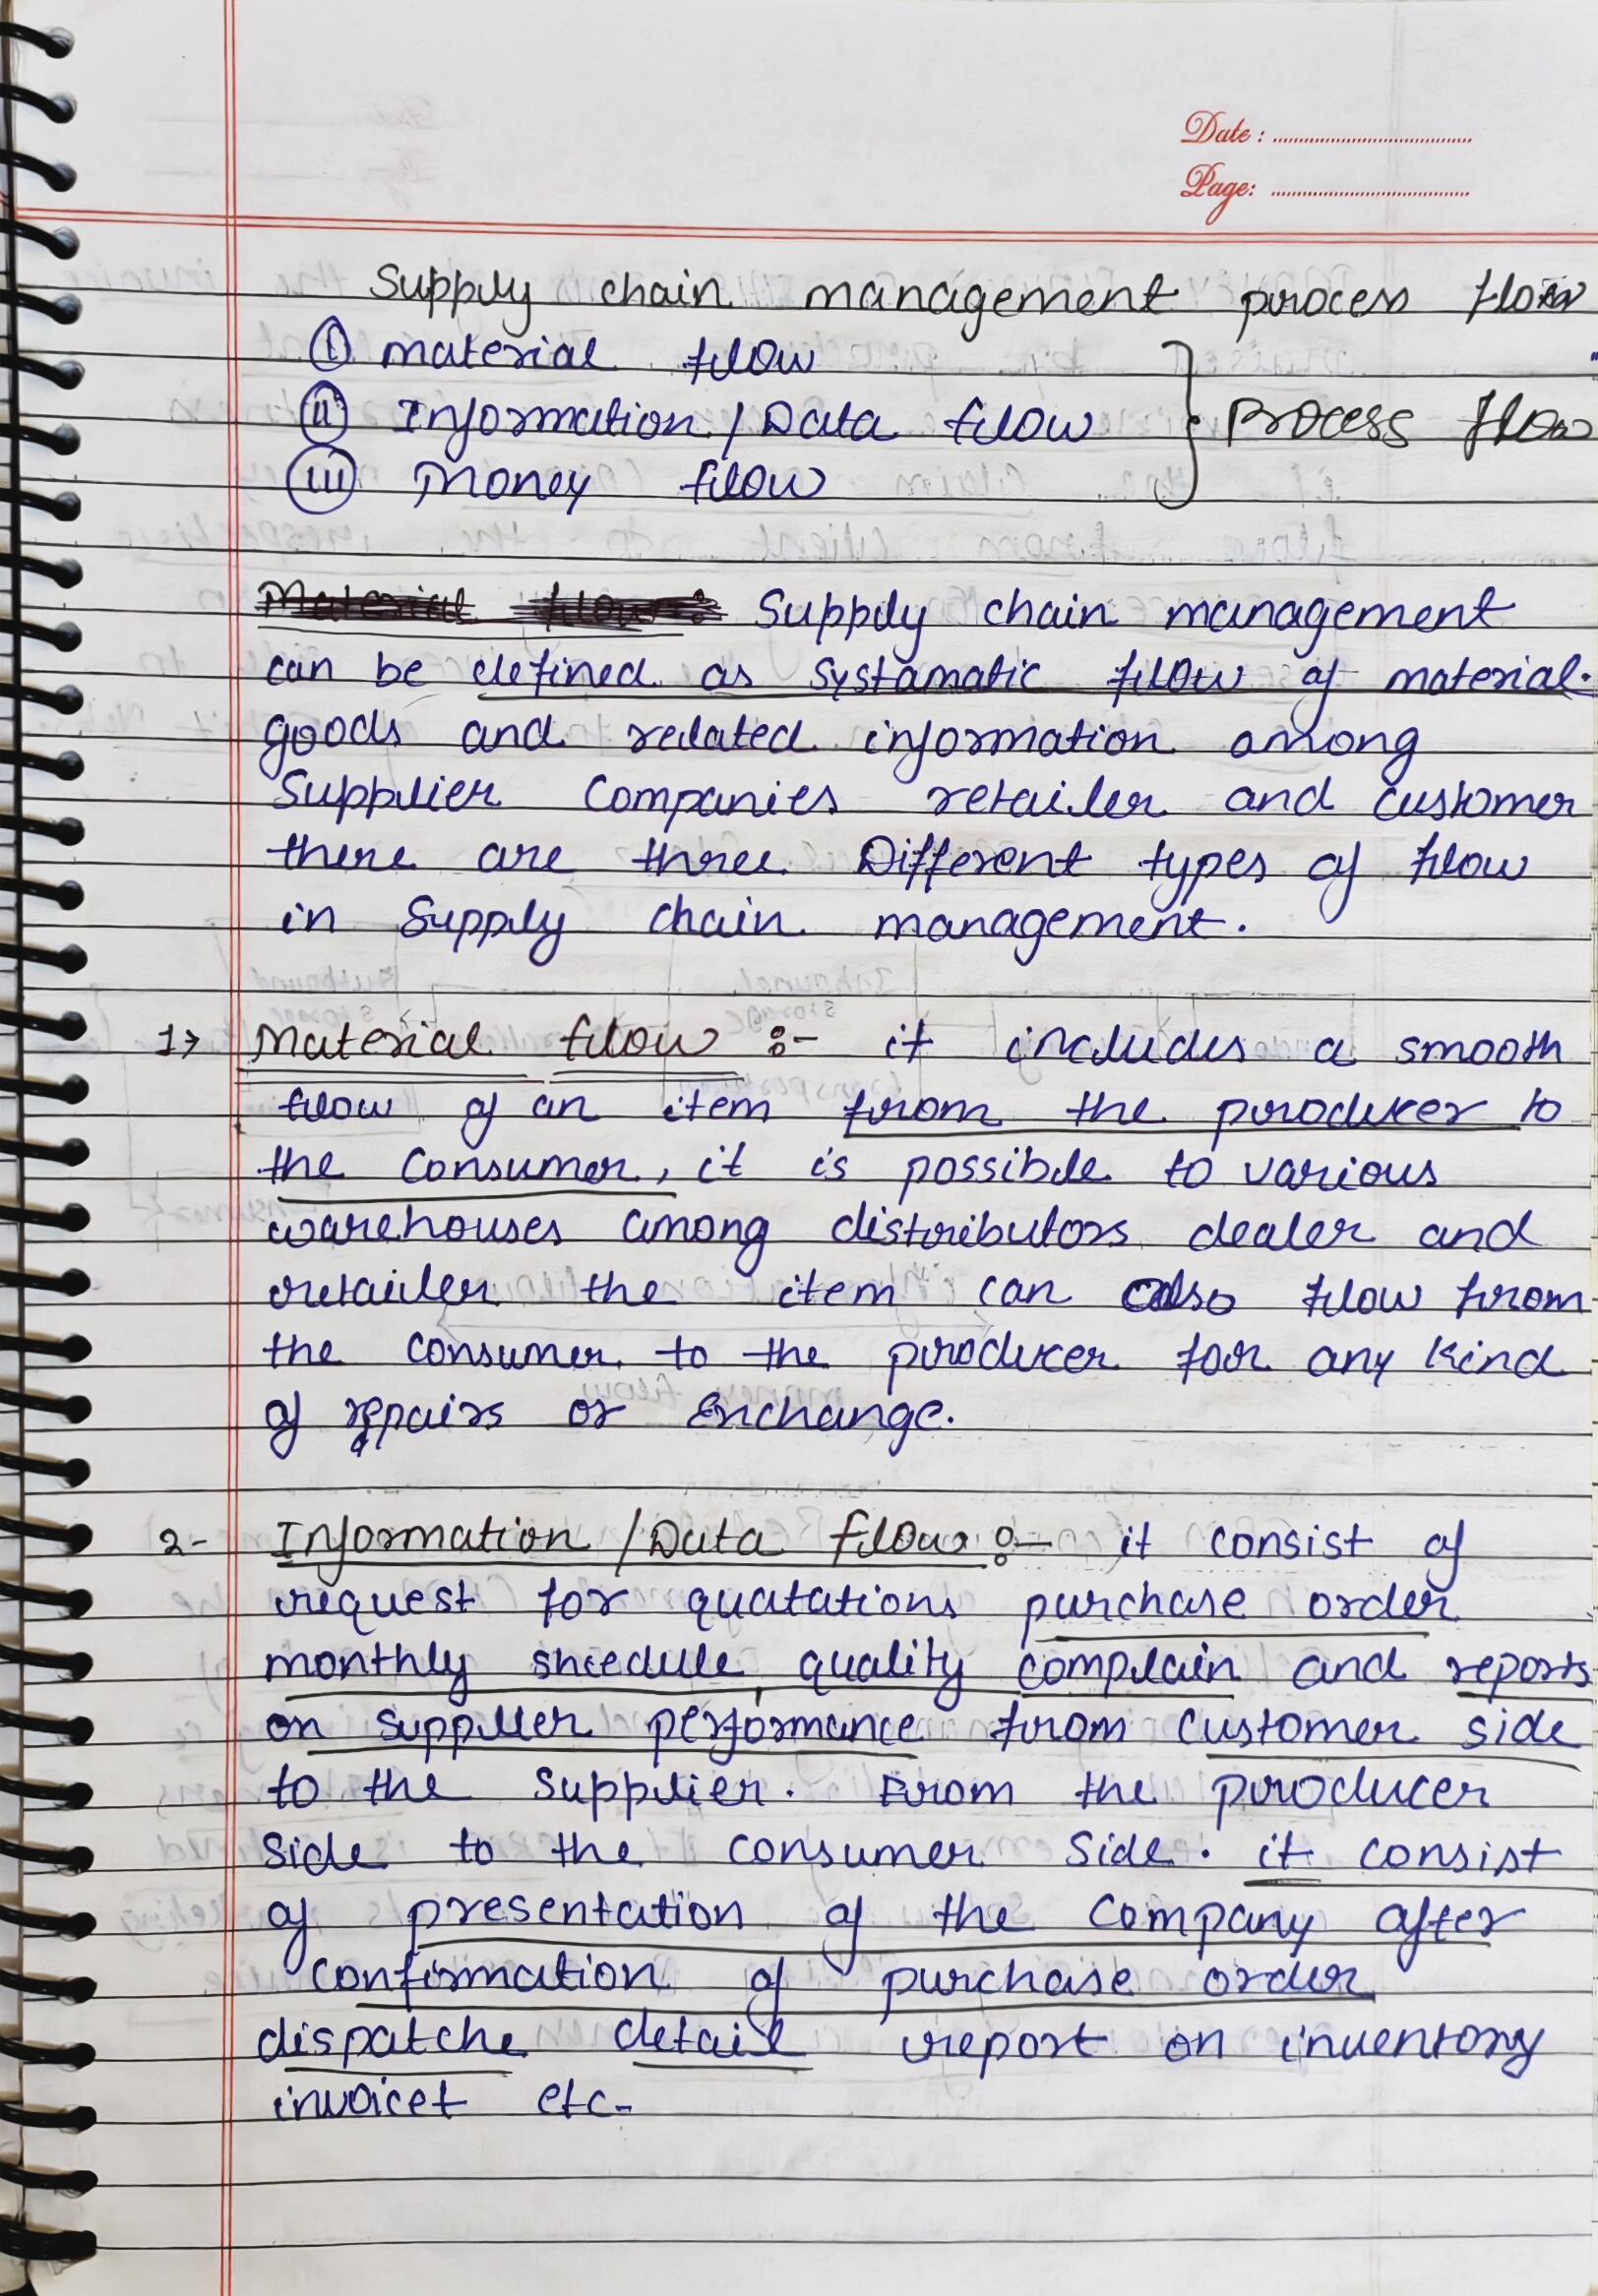 Date :
Page:
Supply chain management process flow
(i) material flow
(ii) Information / Data flow } Process flow
(iii) Money flow
Material flow : Supply chain management
can be defined as systamatic flow of material.
goods and related information among
Supplier Companies retailer and customer
there are three Different types of flow
in Supply chain management.
1> Material flow :- it includes a smooth
flow of an item from the producer to
the consumer, it is possible to various
warehouses among distributors dealer and
retailer the item can also flow from
the consumer to the producer for any kind
of repairs or Enchange.
2- Information / Data flow :- it consist of
request for quatations purchase order
monthly sheedule, quality complain and reports
on supplier performance from customer side
to the supplier. From the producer
side to the consumer side. it consist
of presentation of the company after
confirmation of purchase order
dispatche detail report on inventory
invoicet etc-